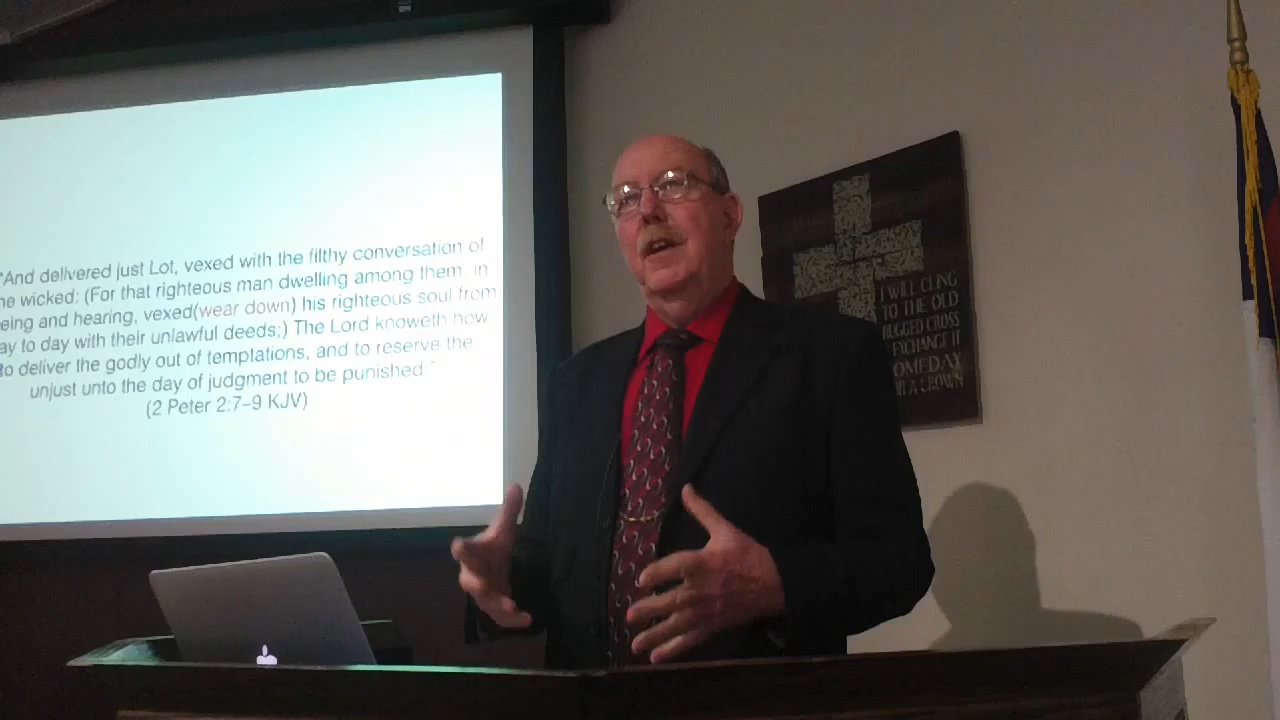 "And delivered just Lot, vexed with the filthy conversation of
he wicked: (For that righteous man dwelling among them, in
eing and hearing, vexed(wear down) his righteous soul from
ay to day with their unlawful deeds;) The Lord knoweth how
to deliver the godly out of temptations, and to reserve the
unjust unto the day of judgment to be punished:"
(2 Peter 2:7–9 KJV)
I WILL CLING
TO THE OLD
RUGGED CROSS
EXCHANGE IT
SOMEDAY
FOR A CROWN